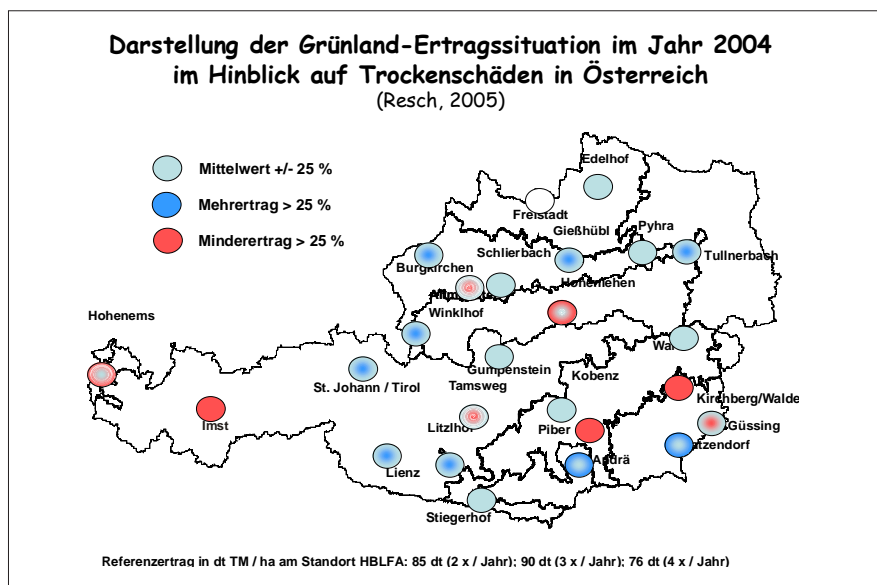 Darstellung der Grünland-Ertragssituation im Jahr 2004
im Hinblick auf Trockenschäden in Österreich
(Resch, 2005)
Mittelwert +/- 25 %
Mehrertrag > 25 %
Minderertrag > 25 %
Edelhof
Freistadt
Gießhübl
Pyhra
Schlierbach
Tullnerbach
Burgkirchen
Hohenlehen
Winklhof
Hohenems
Gumpenstein
Kobenz
St. Johann / Tirol
Tamsweg
Kirchberg/Walde
Imst
Litzlhof
Piber
Güssing
Lienz
Stiegerhof
Referenzertrag in dt TM / ha am Standort HBLFA: 85 dt (2 x / Jahr); 90 dt (3 x / Jahr); 76 dt (4 x / Jahr)